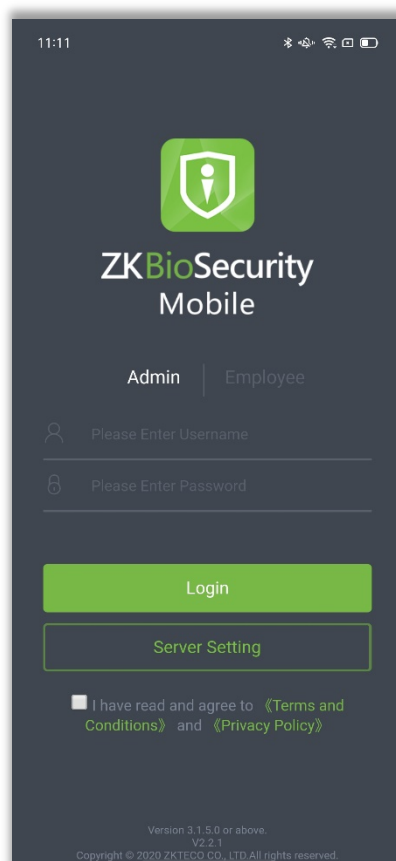 11:11
ZKBioSecurity
Mobile
Admin
Employee
Please Enter Username
Please Enter Password
Login
Server Setting
I have read and agree to 《Terms and
Conditions》 and 《Privacy Policy》
Version 3.1.5.0 or above.
V2.2.1
Copyright © 2020 ZKTECO CO., LTD.All rights reserved.